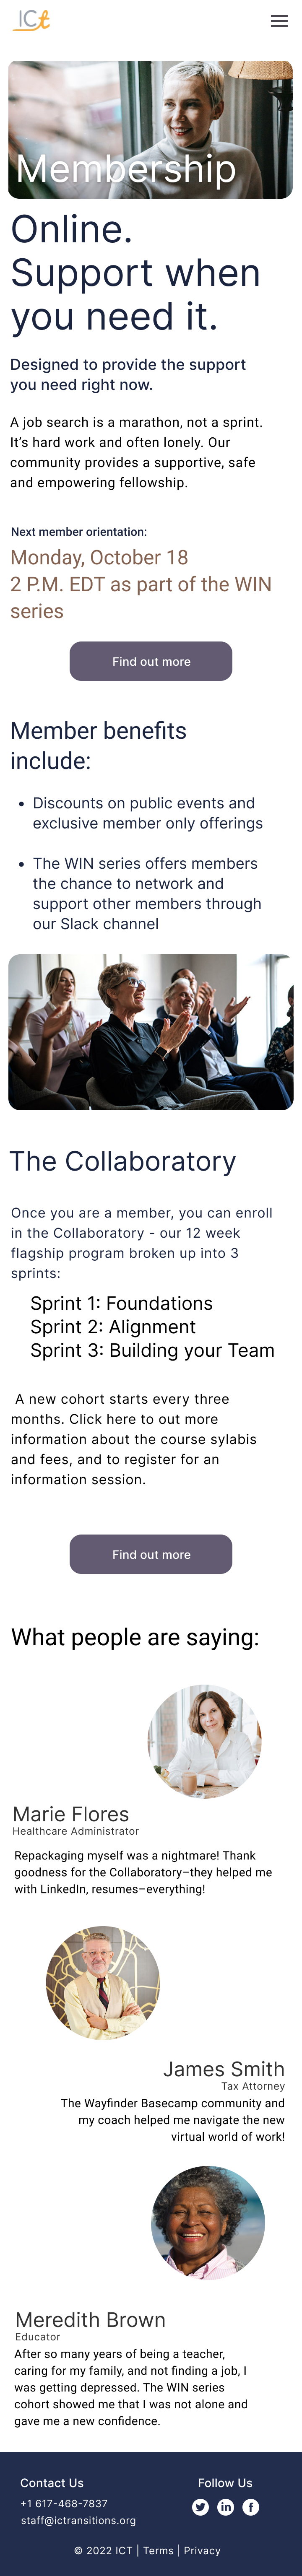 ICt
Membership
Online.
Support when
you need it.
Designed to provide the support
you need right now.
A job search is a marathon, not a sprint.
It's hard work and often lonely. Our
community provides a supportive, safe
and empowering fellowship.
Next member orientation:
Monday, October 18
2 P.M. EDT as part of the WIN
series
Find out more
Member benefits
include:
• Discounts on public events and
exclusive member only offerings
• The WIN series offers members
the chance to network and
support other members through
our Slack channel
The Collaboratory
Once you are a member, you can enroll
in the Collaboratory - our 12 week
flagship program broken up into 3
sprints:
Sprint 1: Foundations
Sprint 2: Alignment
Sprint 3: Building your Team
A new cohort starts every three
months. Click here to out more
information about the course sylabis
and fees, and to register for an
information session.
Find out more
What people are saying:
Marie Flores
Healthcare Administrator
Repackaging myself was a nightmare! Thank
goodness for the Collaboratory–they helped me
with LinkedIn, resumes–everything!
James Smith
Tax Attorney
The Wayfinder Basecamp community and
my coach helped me navigate the new
virtual world of work!
Meredith Brown
Educator
After so many years of being a teacher,
caring for my family, and not finding a job, I
was getting depressed. The WIN series
cohort showed me that I was not alone and
gave me a new confidence.
Contact Us
+1 617-468-7837
staff@ictransitions.org
Follow Us
in f
© 2022 ICT | Terms | Privacy